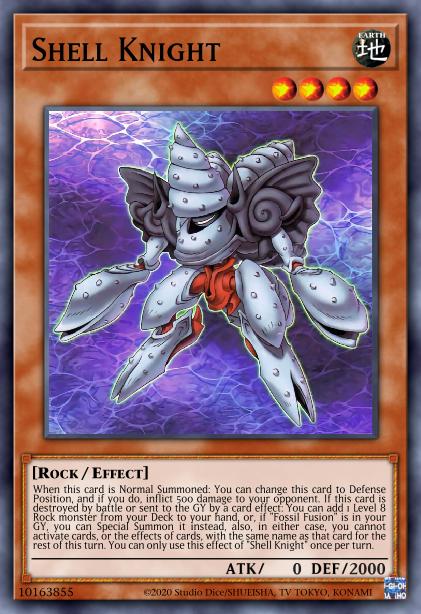 SHELL KNIGHT
EARTH
地
[ROCK / EFFECT]
When this card is Normal Summoned: You can change this card to Defense
Position, and if you do, inflict 500 damage to your opponent. If this card is
destroyed by battle or sent to the GY by a card effect: You can add 1 Level 8
Rock monster from your Deck to your hand, or, if "Fossil Fusion" is in your
GY, you can Special Summon it instead, also, in either case, you cannot
activate cards, or the effects of cards, with the same name as that card for the
rest of this turn. You can only use this effect of "Shell Knight" once per turn.
ATK/ 0 DEF/2000
10163855 ©2020 Studio Dice/SHUEISHA, TV TOKYO, KONAMI